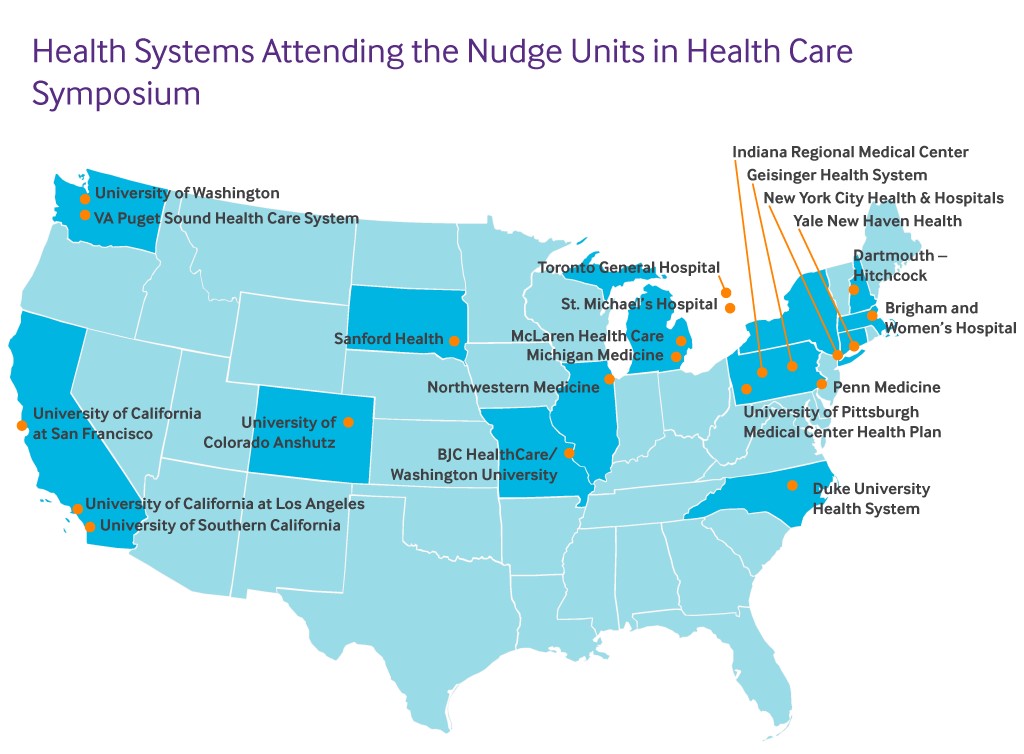 Health Systems Attending the Nudge Units in Health Care
Symposium
Indiana Regional Medical Center
Geisinger Health System
New York City Health & Hospitals
Yale New Haven Health
University of Washington
VA Puget Sound Health Care System
Dartmouth –
Hitchcock
Toronto General Hospital
St. Michael's Hospital
Brigham and
Women's Hospital
Sanford Health
McLaren Health Care
Michigan Medicine
Northwestern Medicine
Penn Medicine
University of California
at San Francisco
University of
Colorado Anshutz
University of Pittsburgh
Medical Center Health Plan
BJC HealthCare/
Washington University
Duke University
Health System
University of California at Los Angeles
University of Southern California